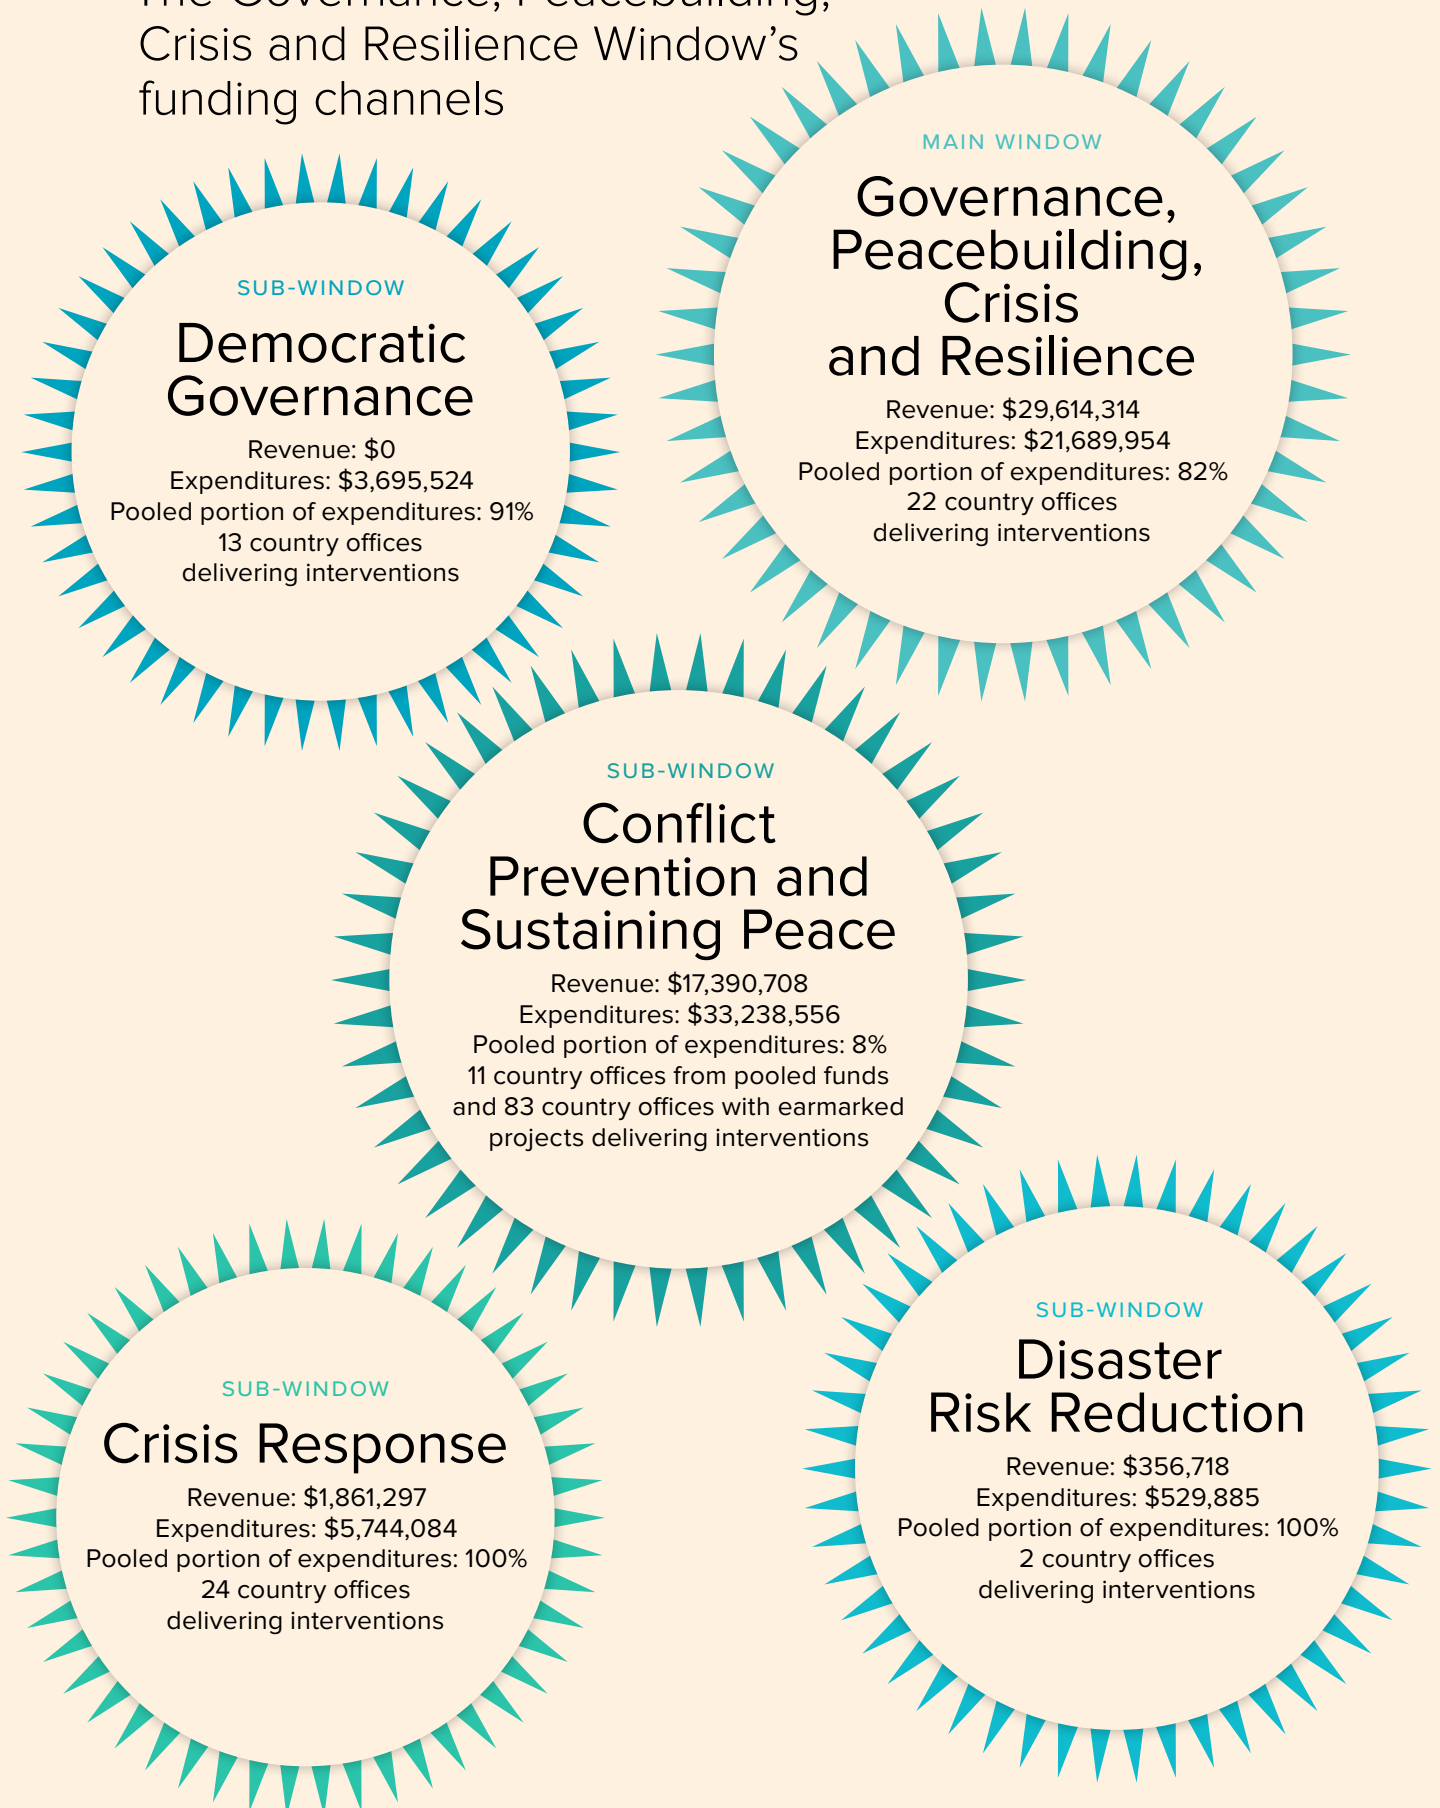 The Governance, Peacebuilding,
Crisis and Resilience Window’s
funding channels
MAIN WINDOW
Governance,
Peacebuilding,
Crisis
and Resilience
Revenue: $29,614,314
Expenditures: $21,689,954
Pooled portion of expenditures: 82%
22 country offices
delivering interventions
SUB-WINDOW
Democratic
Governance
Revenue: $0
Expenditures: $3,695,524
Pooled portion of expenditures: 91%
13 country offices
delivering interventions
SUB-WINDOW
Conflict
Prevention and
Sustaining Peace
Revenue: $17,390,708
Expenditures: $33,238,556
Pooled portion of expenditures: 8%
11 country offices from pooled funds
and 83 country offices with earmarked
projects delivering interventions
SUB-WINDOW
Disaster
Risk Reduction
Revenue: $356,718
Expenditures: $529,885
Pooled portion of expenditures: 100%
2 country offices
delivering interventions
SUB-WINDOW
Crisis Response
Revenue: $1,861,297
Expenditures: $5,744,084
Pooled portion of expenditures: 100%
24 country offices
delivering interventions